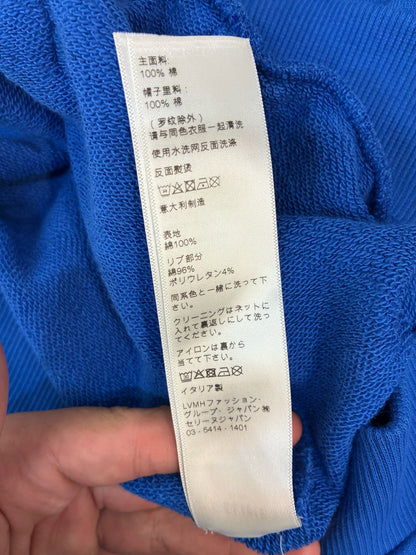 主面料:
100% 棉
帽子里料:
100% 棉
( 罗纹除外 )
请与同色衣服一起清洗
使用水洗网反面洗涤
反面熨烫
意大利制造
表地
綿100%
リブ部分
綿96%
ポリウレタン4%
同系色と一緒に洗って下
さい。
クリーニングはネットに
入れて裏返しにして洗っ
てください。
アイロンは裏から
当てて下さい。
イタリア製
LVMHファッション・
グループ・ジャパン㈱
セリーヌジャパン
03-5414-1401